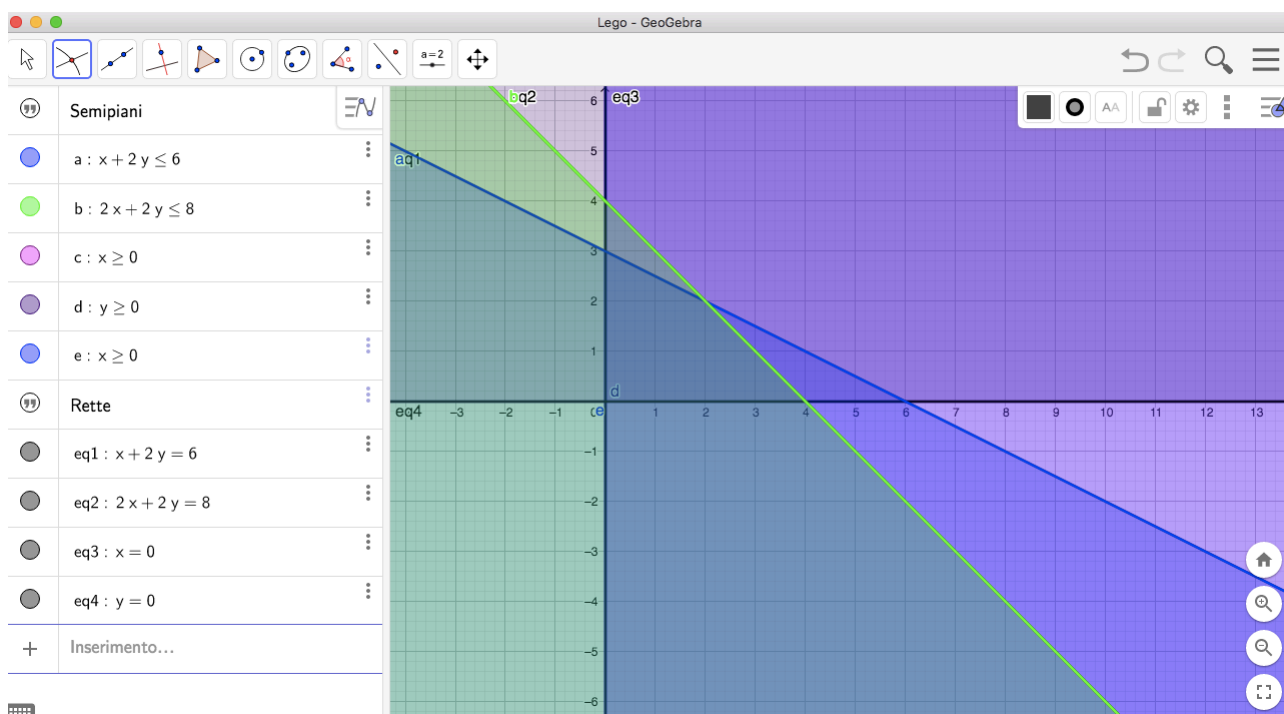 Lego - GeoGebra
a=2
Semipiani
a : x + 2 y ≤ 6
b : 2 x + 2 y ≤ 8
c : x ≥ 0
d : y ≥ 0
e : x ≥ 0
Rette
eq1 : x + 2 y = 6
eq2 : 2 x + 2 y = 8
eq3 : x = 0
eq4 : y = 0
Inserimento…
AA
bq2
6
eq3
5
aq1
4
3
2
1
d
eq4 −3 −2 −1 e 1 2 3 4 5 6 7 8 9 10 11 12 13
−1
−2
−3
−4
−5
−6